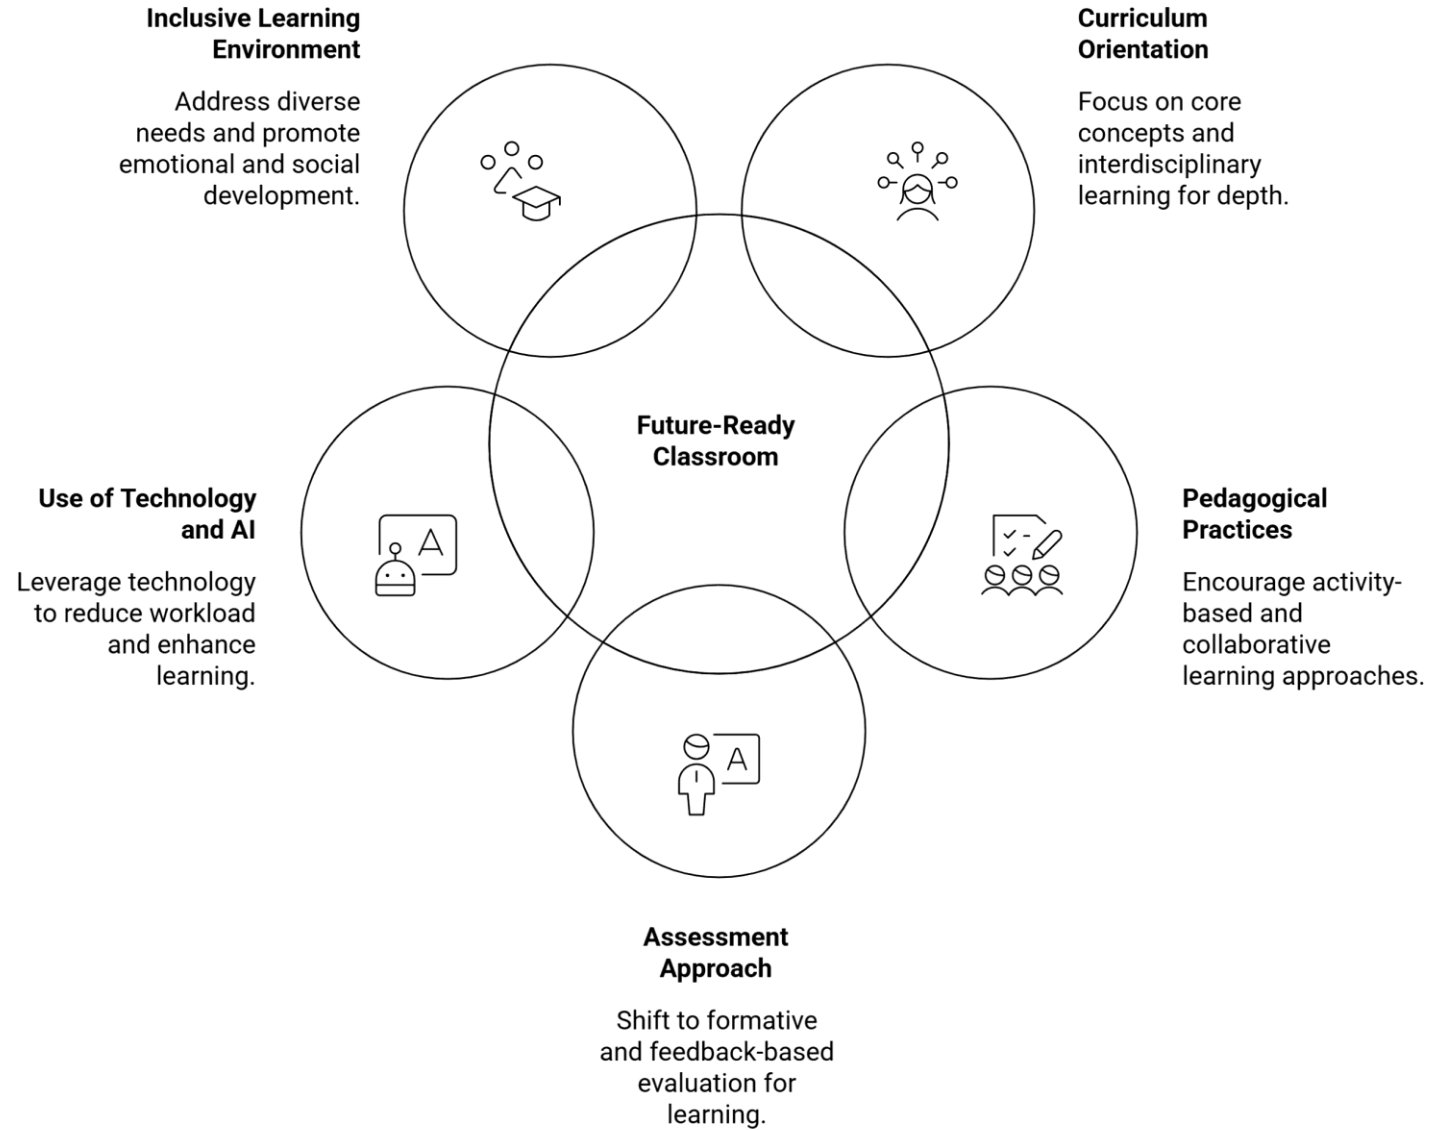 Inclusive Learning
Environment
Address diverse
needs and promote
emotional and social
development.
Curriculum
Orientation
Focus on core
concepts and
interdisciplinary
learning for depth.
Future-Ready
Classroom
Use of Technology
and AI
Leverage technology
to reduce workload
and enhance
learning.
A
Pedagogical
Practices
Encourage activity-
based and
collaborative
learning approaches.
A
Assessment
Approach
Shift to formative
and feedback-based
evaluation for
learning.